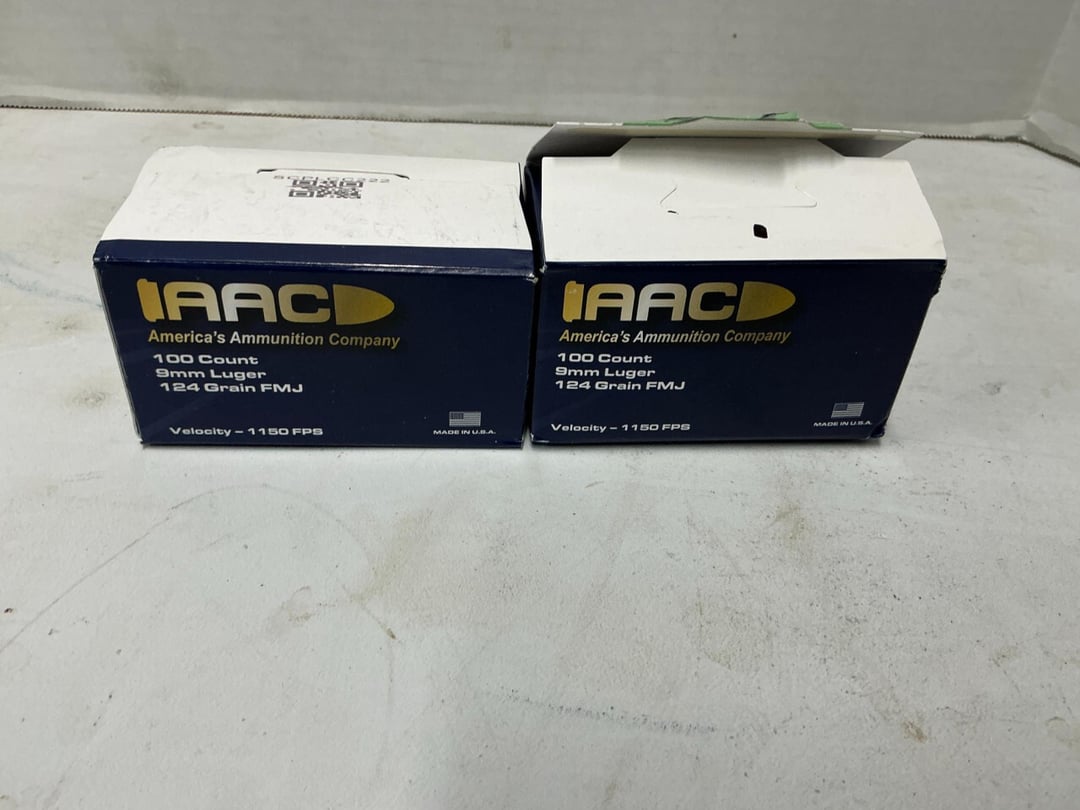 AAC
America's Ammunition Company
100 Count
9mm Luger
124 Grain FMJ
Velocity – 1150 FPS
MADE IN U.S.A.
AAC
America's Ammunition Company
100 Count
9mm Luger
124 Grain FMJ
Velocity – 1150 FPS
MADE IN U.S.A.